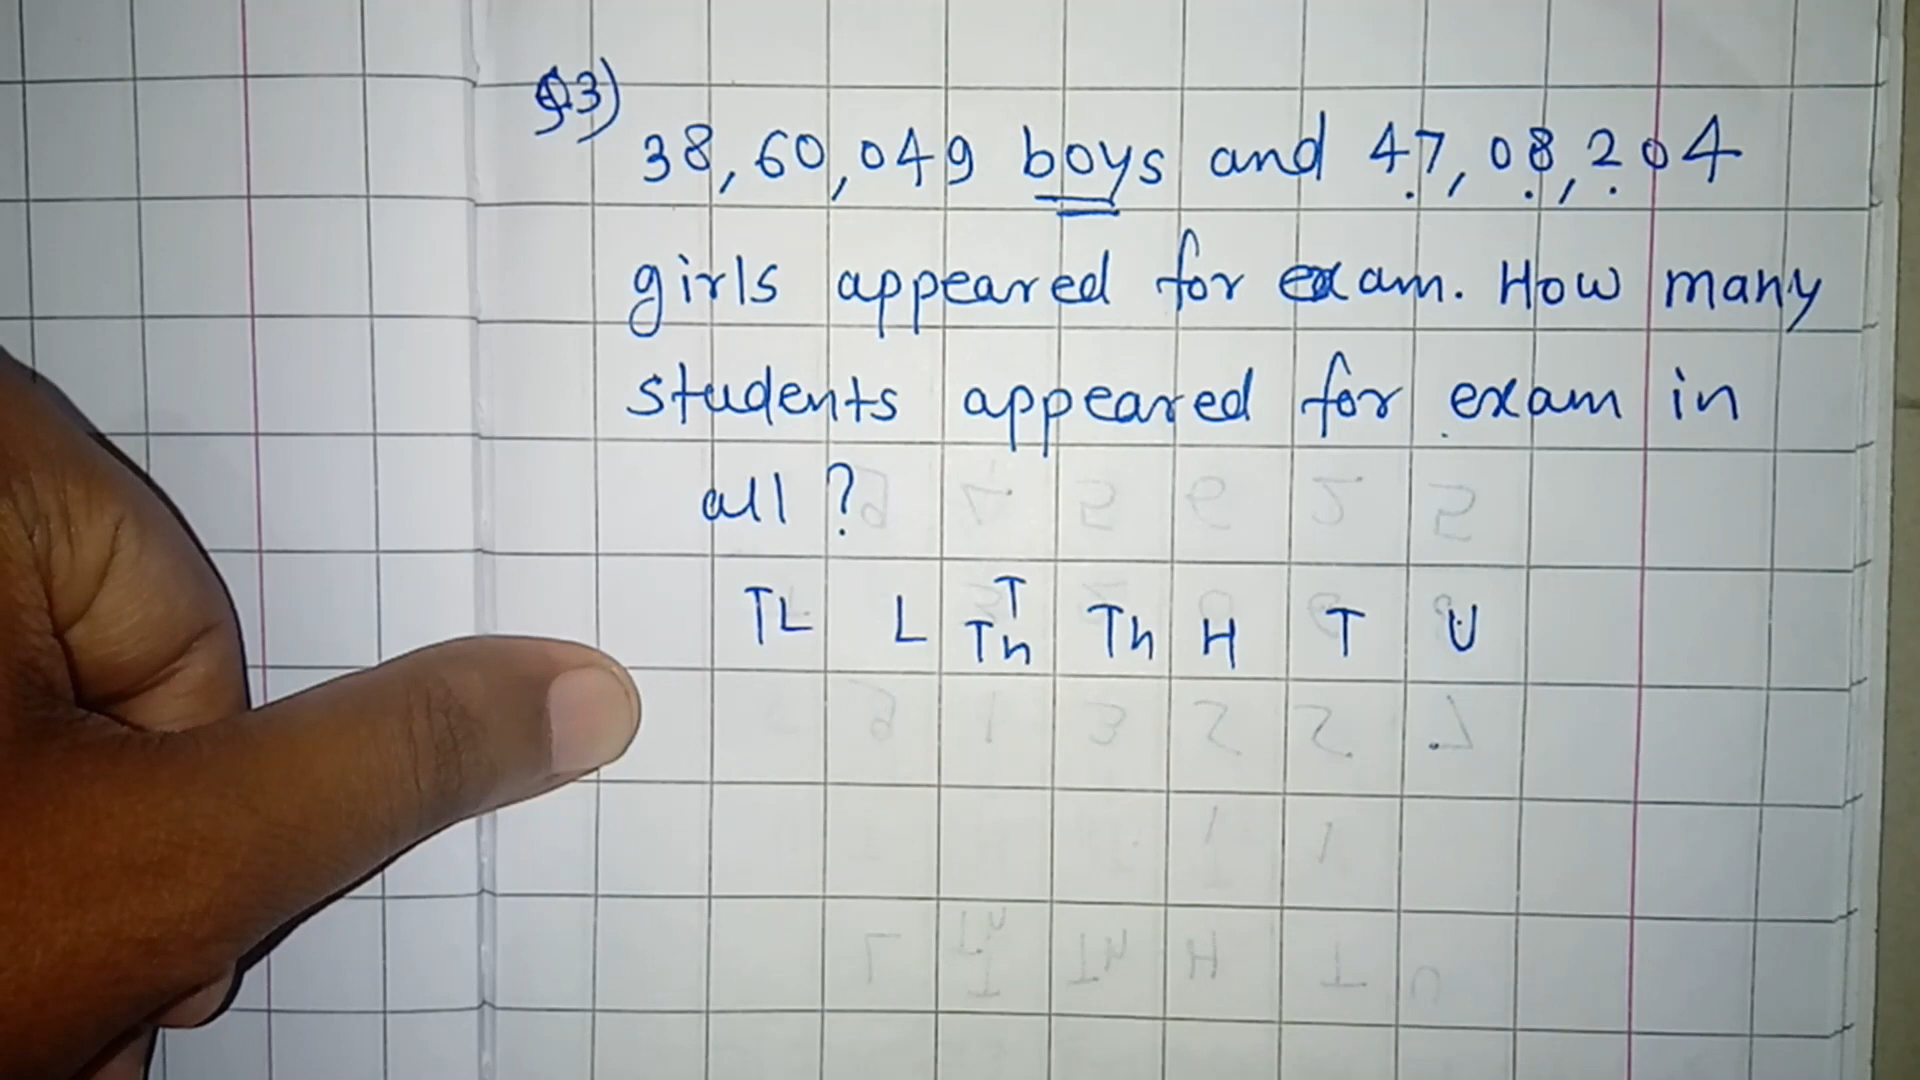 Q3)
38,60,049 boys and 47,08,204
girls appeared for exam. How many
students appeared for exam in
all ?
TL L T Th Th H T U